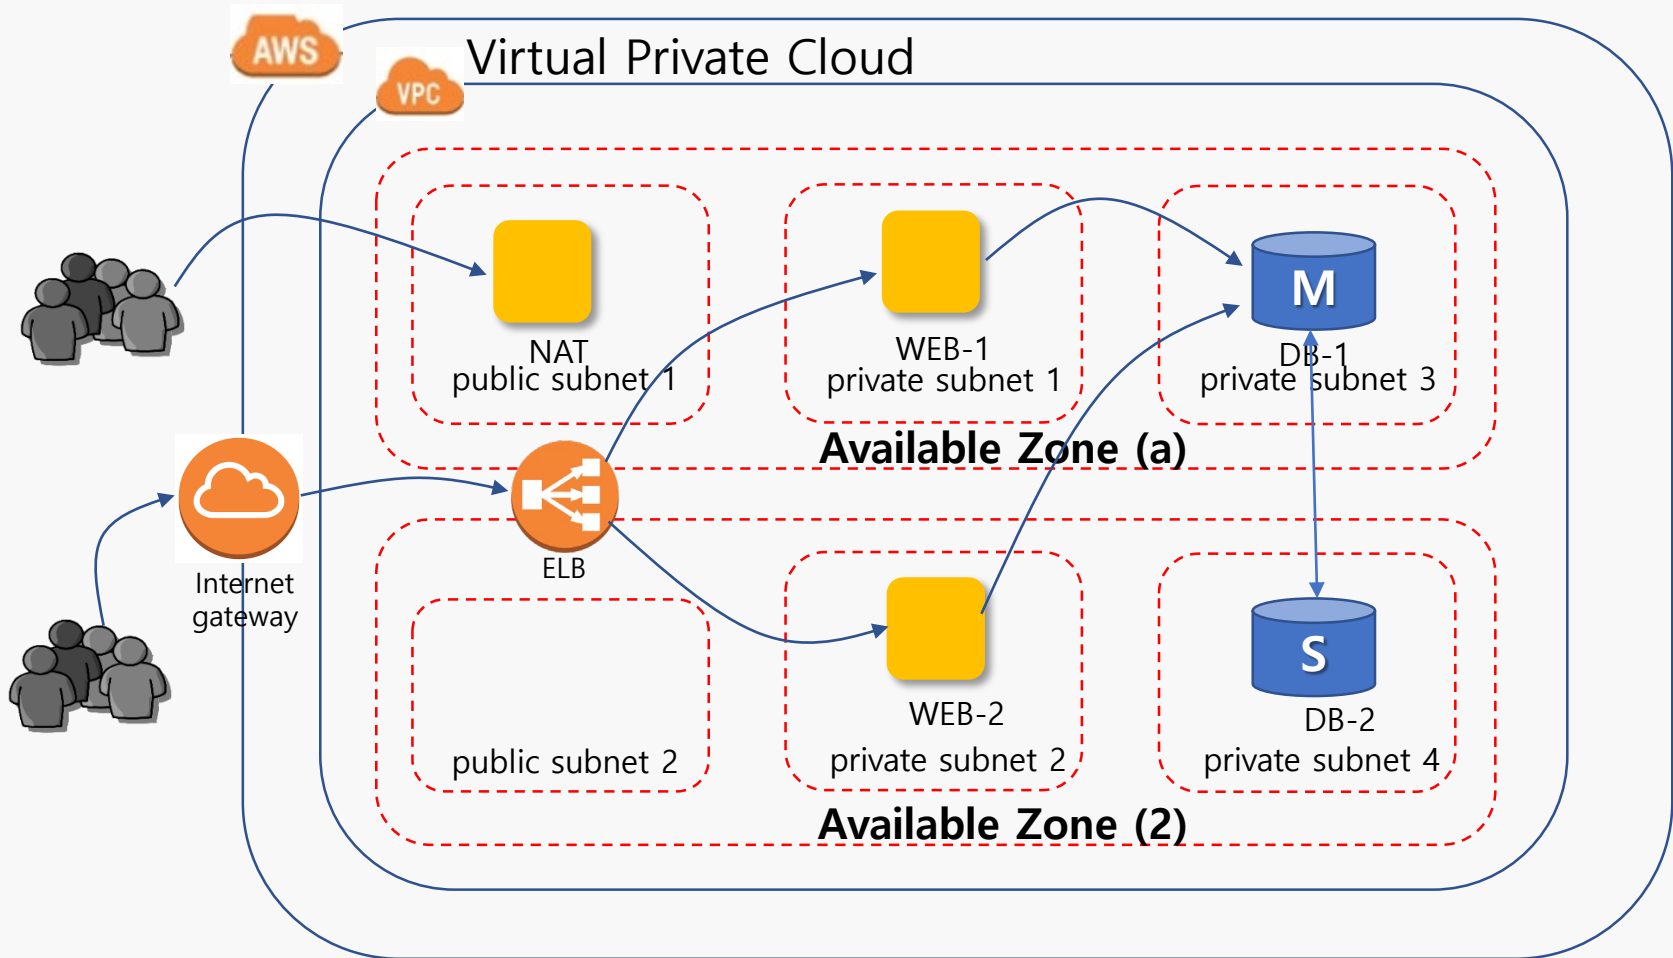 AWS
Virtual Private Cloud
VPC
NAT
public subnet 1
WEB-1
private subnet 1
M
DB-1
private subnet 3
Available Zone (a)
Internet
gateway
ELB
public subnet 2
WEB-2
private subnet 2
S
DB-2
private subnet 4
Available Zone (2)